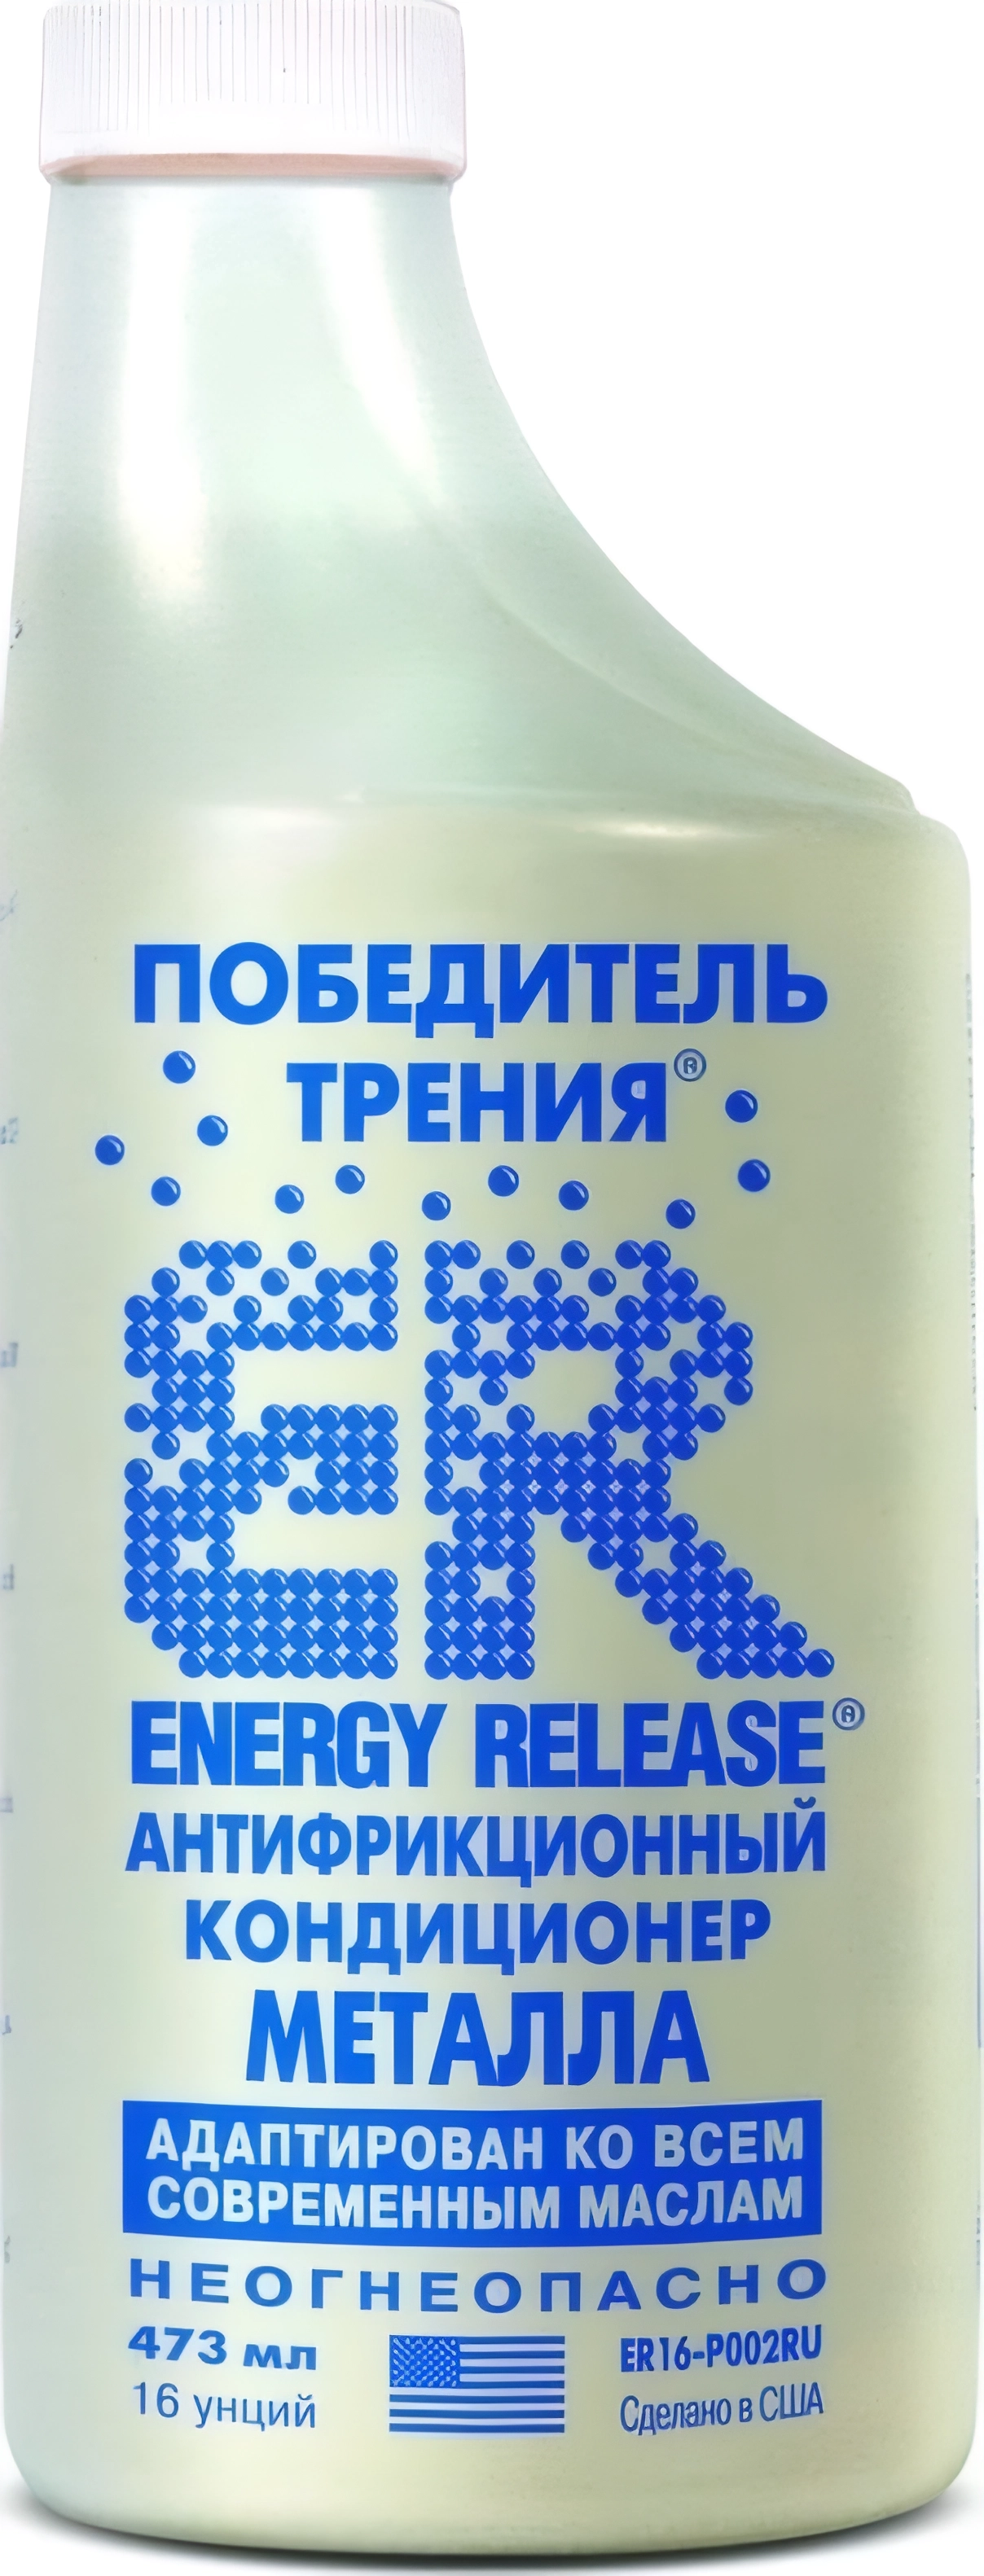 ПОБЕДИТЕЛЬ
ТРЕНИЯ®
ER
ENERGY RELEASE®
АНТИФРИКЦИОННЫЙ
КОНДИЦИОНЕР
МЕТАЛЛА
АДАПТИРОВАН КО ВСЕМ
СОВРЕМЕННЫМ МАСЛАМ
НЕОГНЕОПАСНО
473 мл
16 унций
ER16-P002RU
Сделано в США